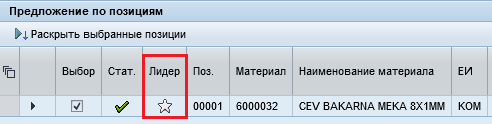 Предложение по позициям
Раскрыть выбранные позиции
Выбор Стат. Лидер Поз. Материал Наименование материала ЕИ
00001 6000032 CEV BAKARNA MEKA 8X1MM KOM